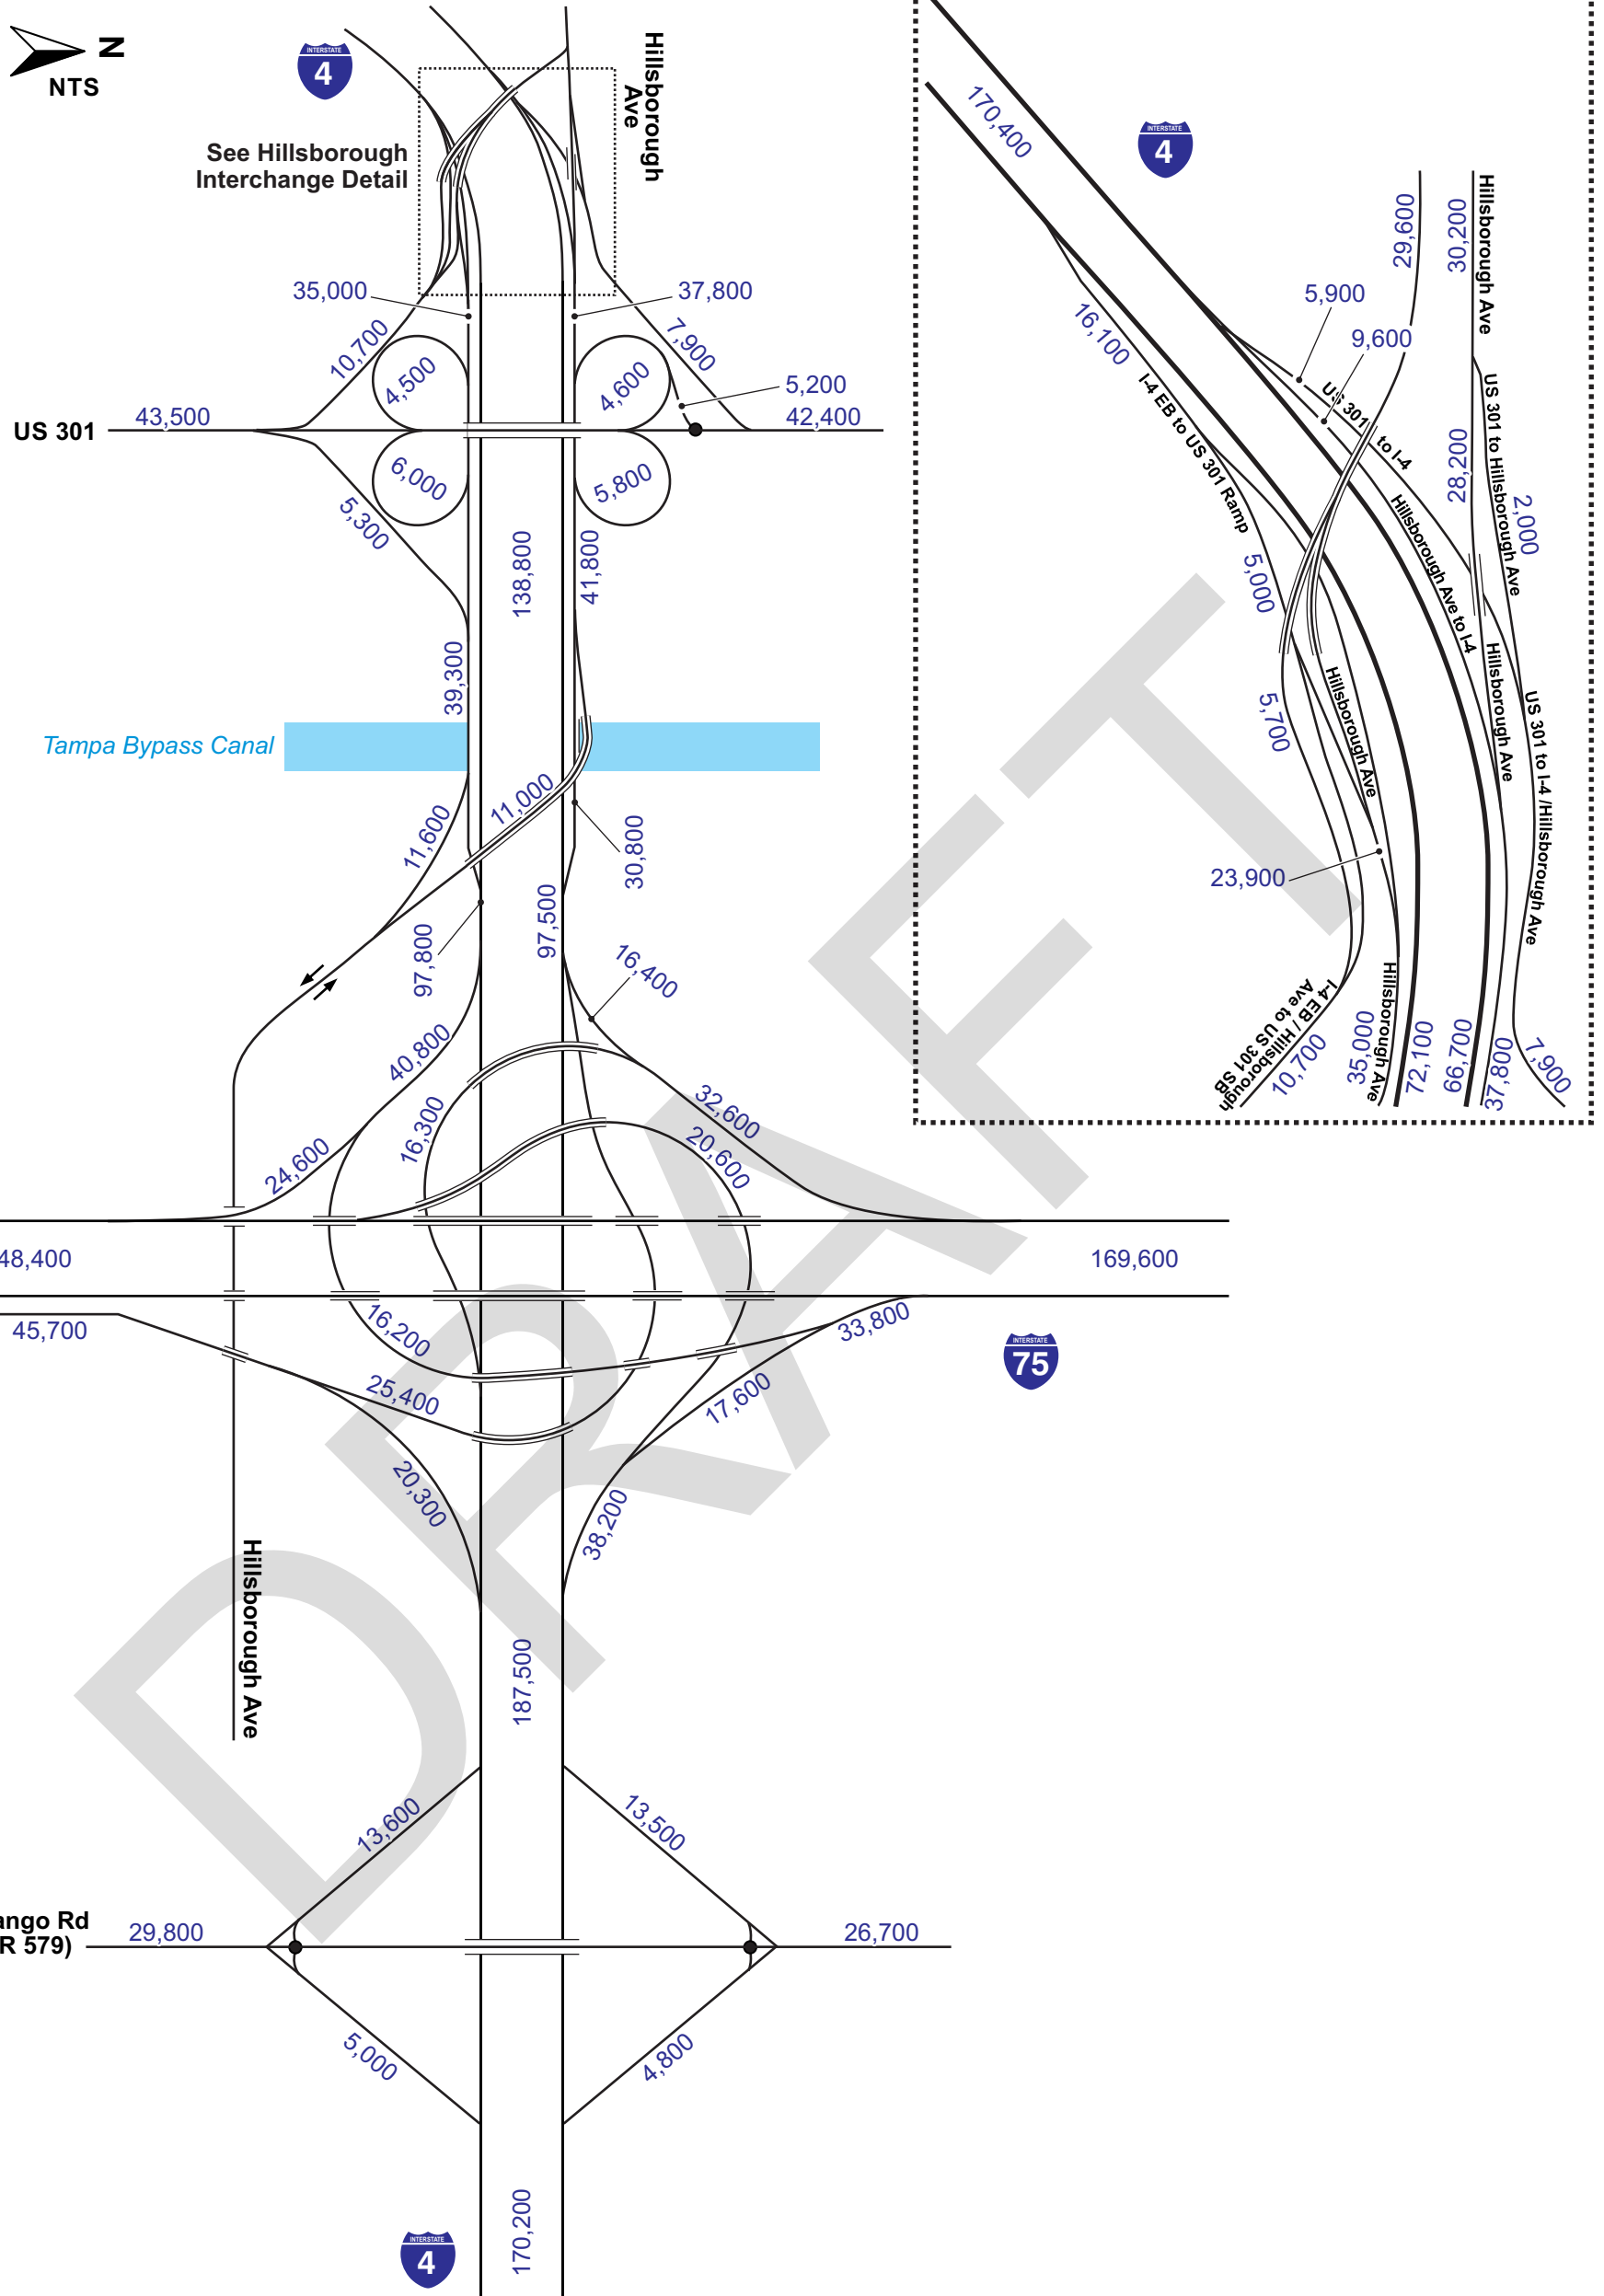 N
NTS
INTERSTATE
4
Hillsborough
Ave
See Hillsborough
Interchange Detail
35,000
37,800
10,700
7,900
4,500
4,600
5,200
US 301
43,500
42,400
6,000
5,800
5,300
138,800
41,800
39,300
Tampa Bypass Canal
11,000
11,600
30,800
97,800
97,500
16,400
40,800
16,300
32,600
24,600
20,600
48,400
169,600
45,700
16,200
33,800
INTERSTATE
75
25,400
17,600
20,300
38,200
Hillsborough Ave
187,500
13,600
13,500
ango Rd
R 579)
29,800
26,700
5,000
4,800
170,200
INTERSTATE
4
170,400
INTERSTATE
4
29,600
30,200
Hillsborough Ave
5,900
9,600
16,100
I-4 EB to US 301 Ramp
US 301 to I-4
28,200
US 301 to Hillsborough Ave
2,000
Hillsborough Ave to I-4
5,000
Hillsborough Ave
Hillsborough Ave
5,700
US 301 to I-4 /Hillsborough Ave
23,900
I-4 EB / Hillsborough
Ave to US 301 SB
10,700
35,000
Hillsborough Ave
72,100
66,700
37,800
7,900
DRAFT